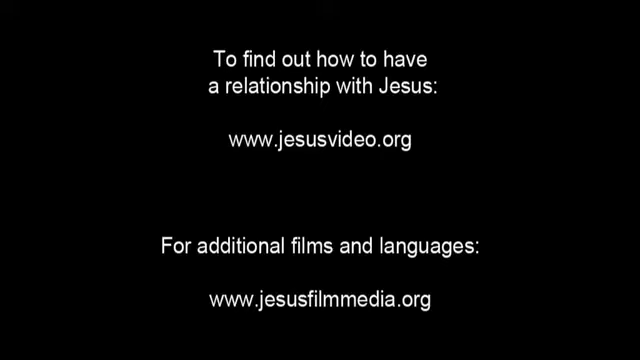 To find out how to have
a relationship with Jesus:
www.jesusvideo.org
For additional films and languages:
www.jesusfilmmedia.org